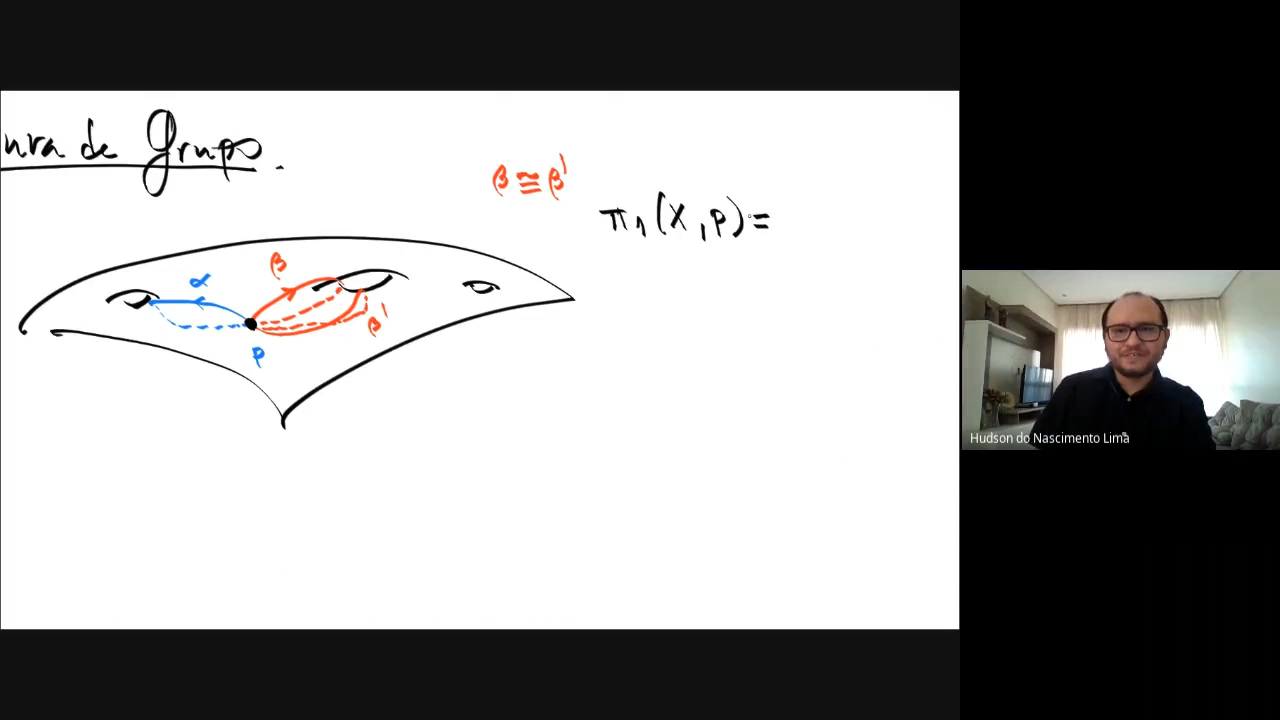 ura de Grupo.
β ≅ β'
π₁(X, p) =
α
β
β'
p
Hudson do Nascimento Lima